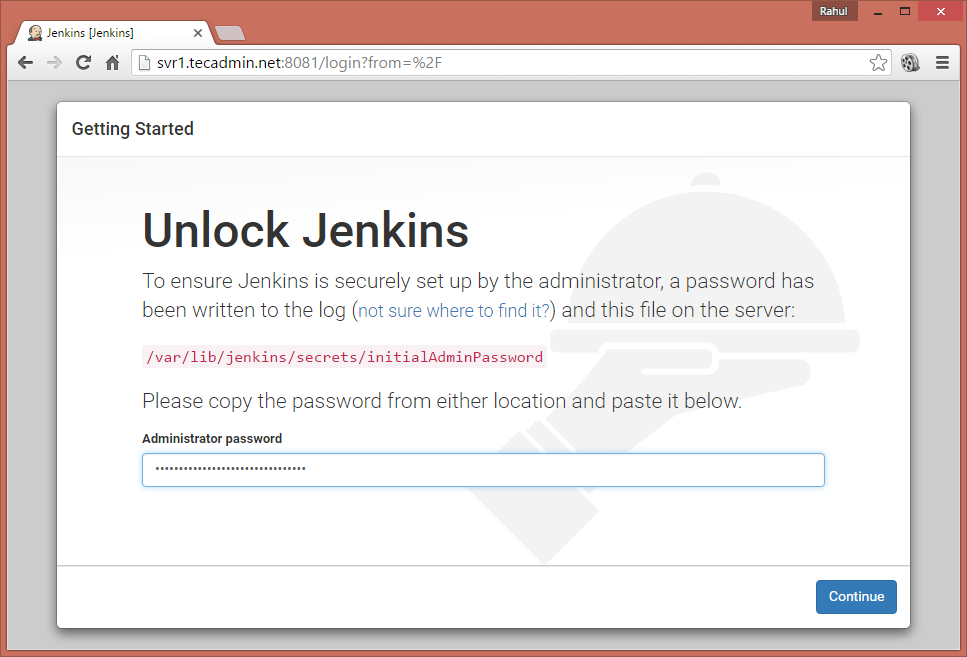 Rahul
Jenkins [Jenkins]
svr1.tecadmin.net:8081/login?from=%2F
Getting Started
Unlock Jenkins
To ensure Jenkins is securely set up by the administrator, a password has
been written to the log (not sure where to find it?) and this file on the server:
/var/lib/jenkins/secrets/initialAdminPassword
Please copy the password from either location and paste it below.
Administrator password
••••••••••••••••••••••••••••••••
Continue